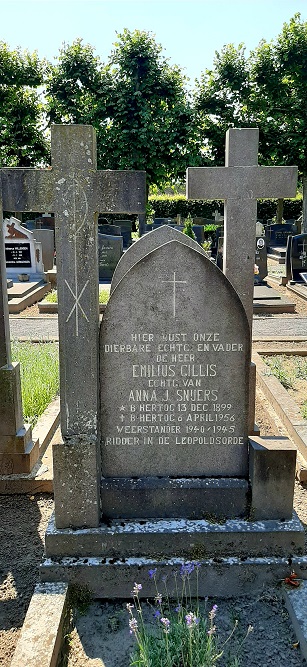 HIER RUST ONZE
DIERBARE ECHTG. EN VADER
DE HEER
EMILIUS GILLIS
ECHTG. VAN
ANNA J. SNIJERS
* B-HERTOG 13 DEC. 1899
✝ B-HERTOG 6 APRIL 1956
WEERSTANDER 1940-1945
RIDDER IN DE LEOPOLDSORDE